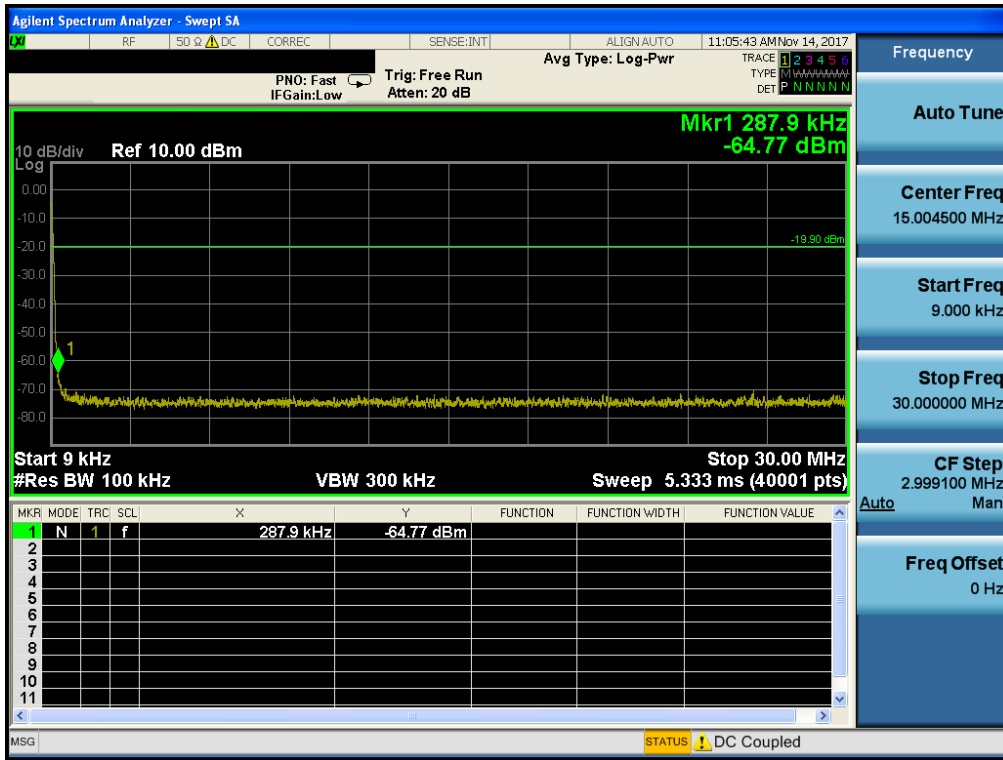 Agilent Spectrum Analyzer - Swept SA
LXI RF 50 Ω DC CORREC SENSE:INT ALIGN AUTO 11:05:43 AM Nov 14, 2017
Avg Type: Log-Pwr
TRACE 1 2 3 4 5 6
PNO: Fast Trig: Free Run
TYPE M W W W W W
IFGain:Low Atten: 20 dB
DET P N N N N N
Mkr1 287.9 kHz
-64.77 dBm
10 dB/div Ref 10.00 dBm
Log
0.00
-10.0
-20.0
-19.90 dBm
-30.0
-40.0
-50.0
1
-60.0
-70.0
-80.0
Start 9 kHz Stop 30.00 MHz
#Res BW 100 kHz VBW 300 kHz Sweep 5.333 ms (40001 pts)
MKR MODE TRC SCL X Y FUNCTION FUNCTION WIDTH FUNCTION VALUE
1 N 1 f 287.9 kHz -64.77 dBm
2
3
4
5
6
7
8
9
10
11
MSG STATUS DC Coupled
Frequency
Auto Tune
Center Freq
15.004500 MHz
Start Freq
9.000 kHz
Stop Freq
30.000000 MHz
CF Step
2.999100 MHz
Auto Man
Freq Offset
0 Hz